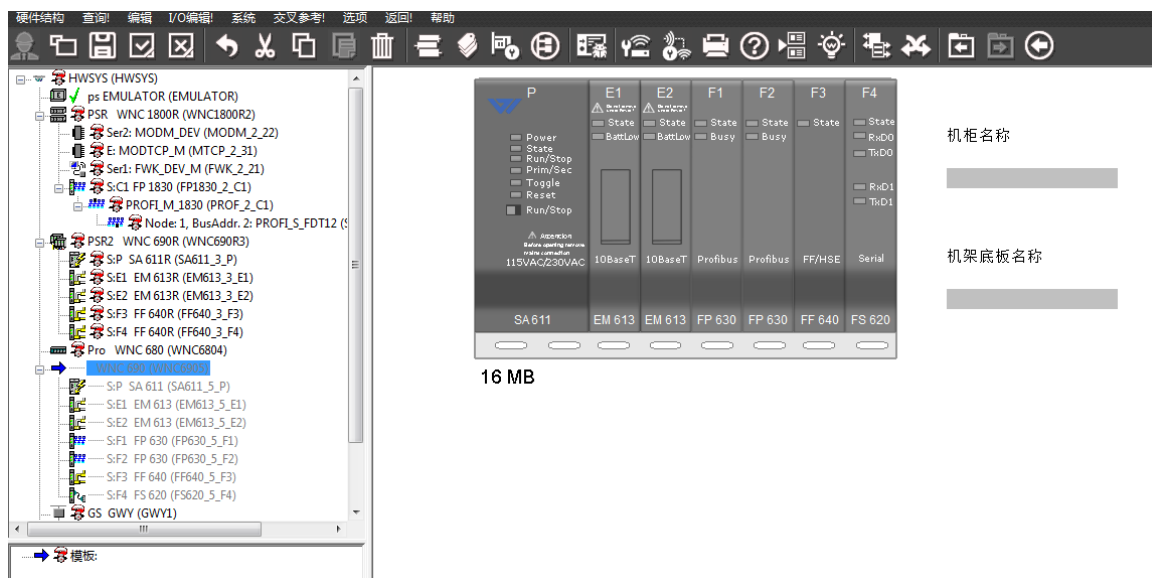 硬件结构 查询! 编辑 I/O编辑! 系统 交叉参考! 选项 返回! 帮助
HWSYS (HWSYS)
ps EMULATOR (EMULATOR)
PSR WNC 1800R (WNC1800R2)
Ser2: MODM_DEV (MODM_2_22)
E: MODTCP_M (MTCP_2_31)
Ser1: FWK_DEV_M (FWK_2_21)
S:C1 FP 1830 (FP1830_2_C1)
PROFI_M_1830 (PROF_2_C1)
Node: 1, BusAddr. 2: PROFI_S_FDT12 (S
PSR2 WNC 690R (WNC690R3)
S:P SA 611R (SA611_3_P)
S:E1 EM 613R (EM613_3_E1)
S:E2 EM 613R (EM613_3_E2)
S:F3 FF 640R (FF640_3_F3)
S:F4 FF 640R (FF640_3_F4)
Pro WNC 680 (WNC6804)
WNC 690 (WNC6905)
S:P SA 611 (SA611_5_P)
S:E1 EM 613 (EM613_5_E1)
S:E2 EM 613 (EM613_5_E2)
S:F1 FP 630 (FP630_5_F1)
S:F2 FP 630 (FP630_5_F2)
S:F3 FF 640 (FF640_5_F3)
S:F4 FS 620 (FS620_5_F4)
GS GWY (GWY1)
模板:
P E1 E2 F1 F2 F3 F4
State State State State State State
Power BattLow BattLow Busy Busy RxD0
State
Run/Stop TxD0
Prim/Sec
Toggle RxD1
Reset TxD1
Run/Stop
Attention
Before opening remove
mains connection
115VAC/230VAC 10BaseT 10BaseT Profibus Profibus FF/HSE Serial
SA 611 EM 613 EM 613 FP 630 FP 630 FF 640 FS 620
16 MB
机柜名称
机架底板名称